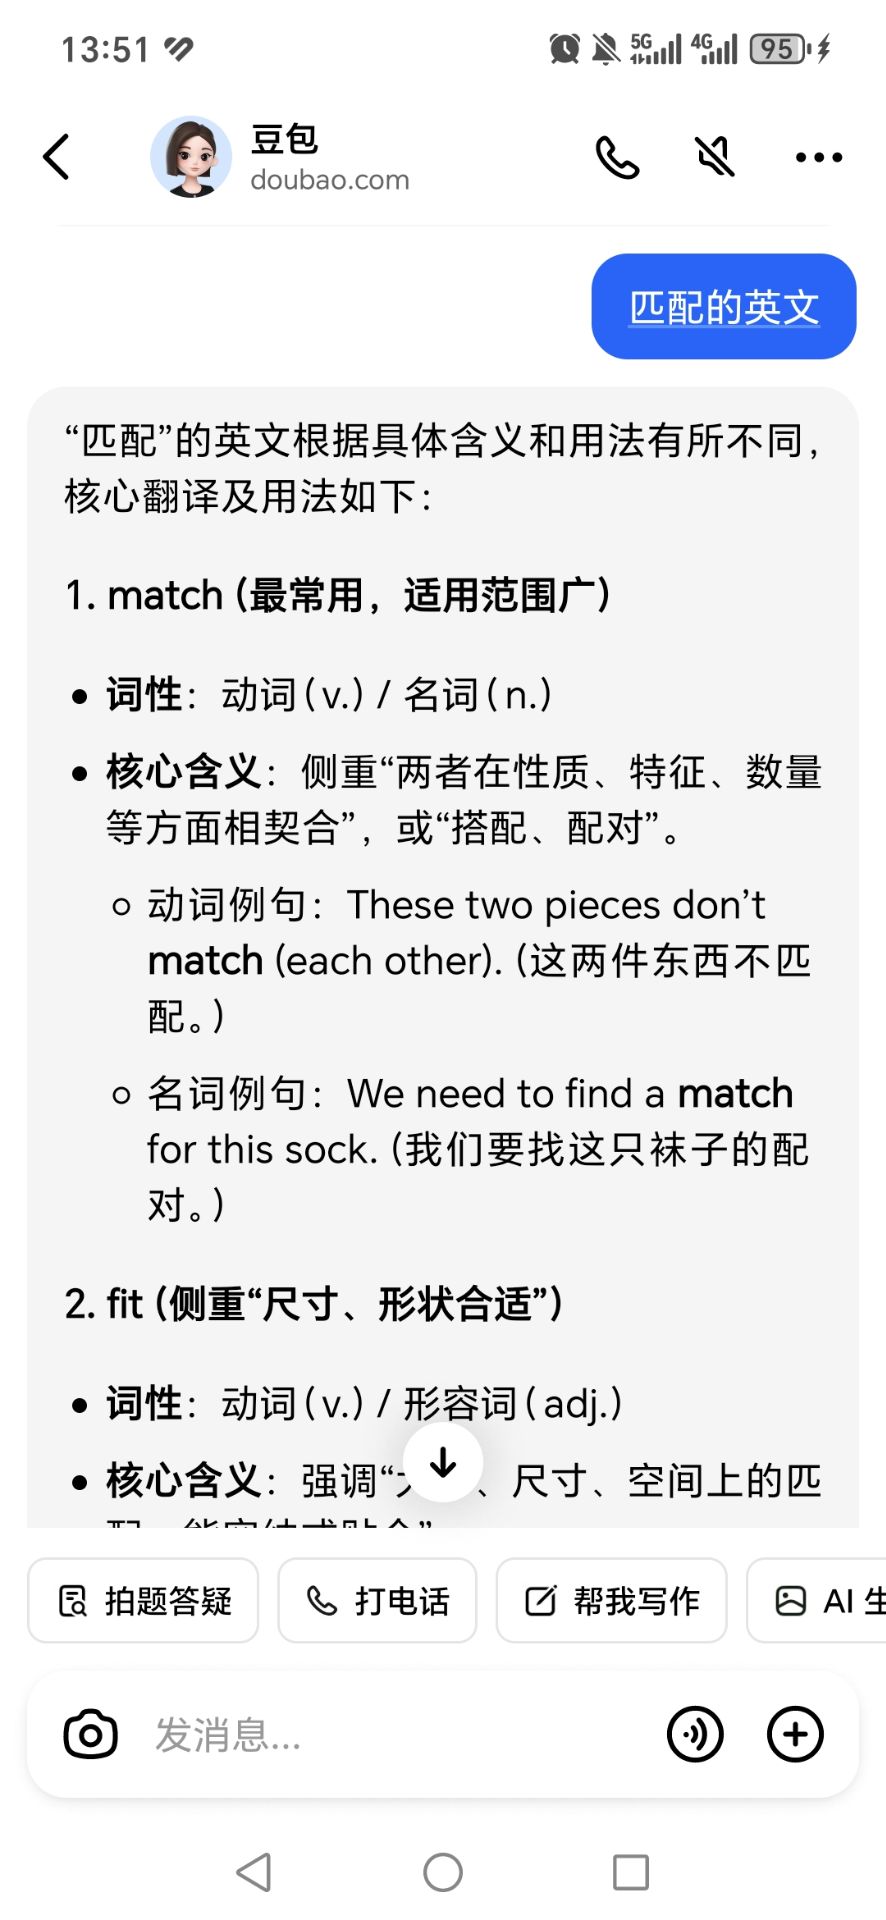 13:51
5G
4G
95
豆包
doubao.com
匹配的英文
“匹配”的英文根据具体含义和用法有所不同，
核心翻译及用法如下：
1. match (最常用，适用范围广)
• 词性：动词(v.) / 名词(n.)
• 核心含义：侧重“两者在性质、特征、数量
等方面相契合”，或“搭配、配对”。
○ 动词例句：These two pieces don’t
match (each other). (这两件东西不匹
配。)
○ 名词例句：We need to find a match
for this sock. (我们要找这只袜子的配
对。)
2. fit (侧重“尺寸、形状合适”)
• 词性：动词(v.) / 形容词(adj.)
• 核心含义：强调“、尺寸、空间上的匹
拍题答疑
打电话
帮我写作
AI 生
发消息...